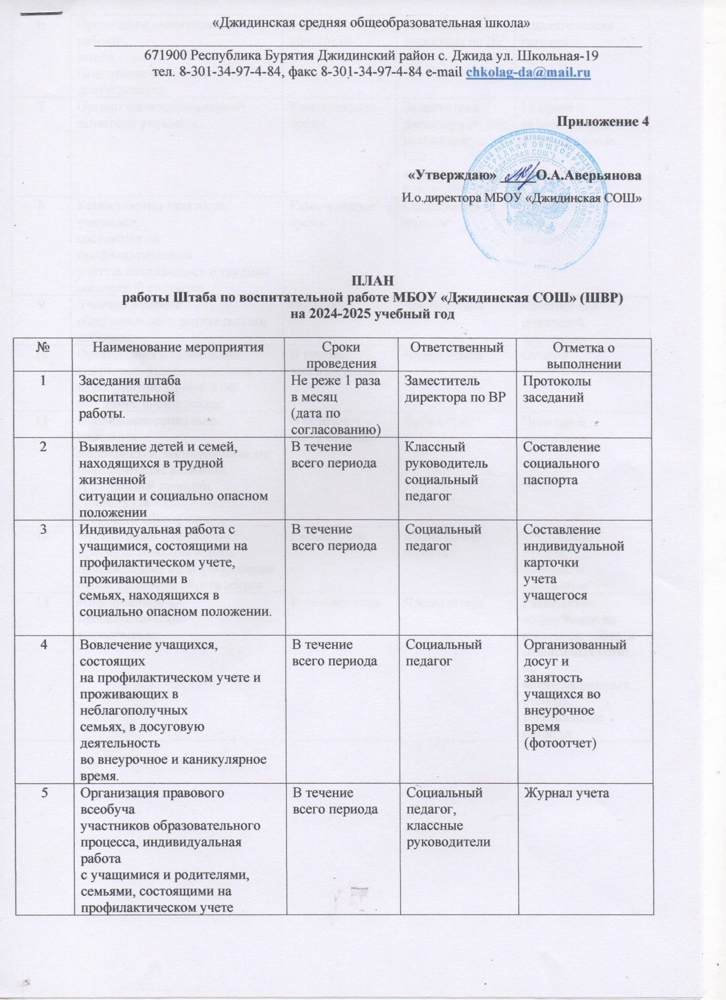 «Джидинская средняя общеобразовательная школа»
671900 Республика Бурятия Джидинский район с. Джида ул. Школьная-19
тел. 8-301-34-97-4-84, факс 8-301-34-97-4-84 e-mail chkolag-da@mail.ru
Приложение 4
«Утверждаю» _____О.А.Аверьянова
И.о.директора МБОУ «Джидинская СОШ»
ПЛАН
работы Штаба по воспитательной работе МБОУ «Джидинская СОШ» (ШВР)
на 2024-2025 учебный год
№
Наименование мероприятия
Сроки
проведения
Ответственный
Отметка о
выполнении
1
Заседания штаба
воспитательной
работы.
Не реже 1 раза
в месяц
(дата по
согласованию)
Заместитель
директора по ВР
Протоколы
заседаний
2
Выявление детей и семей,
находящихся в трудной
жизненной
ситуации и социально опасном
положении
В течение
всего периода
Классный
руководитель
социальный
педагог
Составление
социального
паспорта
3
Индивидуальная работа с
учащимися, состоящими на
профилактическом учете,
проживающими в
семьях, находящихся в
социально опасном положении.
В течение
всего периода
Социальный
педагог
Составление
индивидуальной
карточки
учета
учащегося
4
Вовлечение учащихся,
состоящих
на профилактическом учете и
проживающих в
неблагополучных
семьях, в досуговую
деятельность
во внеурочное и каникулярное
время.
В течение
всего периода
Социальный
педагог
Организованный
досуг и
занятость
учащихся во
внеурочное
время
(фотоотчет)
5
Организация правового
всеобуча
участников образовательного
процесса, индивидуальная
работа
с учащимися и родителями,
семьями, состоящими на
профилактическом учете
В течение
всего периода
Социальный
педагог,
классные
руководители
Журнал учета